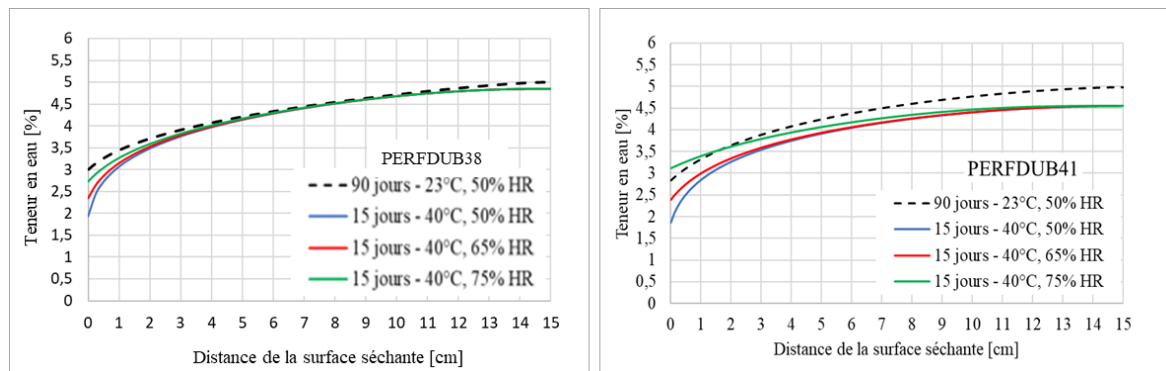 6
5,5
5
4,5
4
3,5
3
2,5
2
1,5
1
0,5
0
Teneur en eau [%]
PERFDUB38
90 jours - 23°C, 50% HR
15 jours - 40°C, 50% HR
15 jours - 40°C, 65% HR
15 jours - 40°C, 75% HR
0 1 2 3 4 5 6 7 8 9 10 11 12 13 14 15
Distance de la surface séchante [cm]
6
5,5
5
4,5
4
3,5
3
2,5
2
1,5
1
0,5
0
Teneur en eau [%]
PERFDUB41
90 jours - 23°C, 50% HR
15 jours - 40°C, 50% HR
15 jours - 40°C, 65% HR
15 jours - 40°C, 75% HR
0 1 2 3 4 5 6 7 8 9 10 11 12 13 14 15
Distance de la surface séchante [cm]